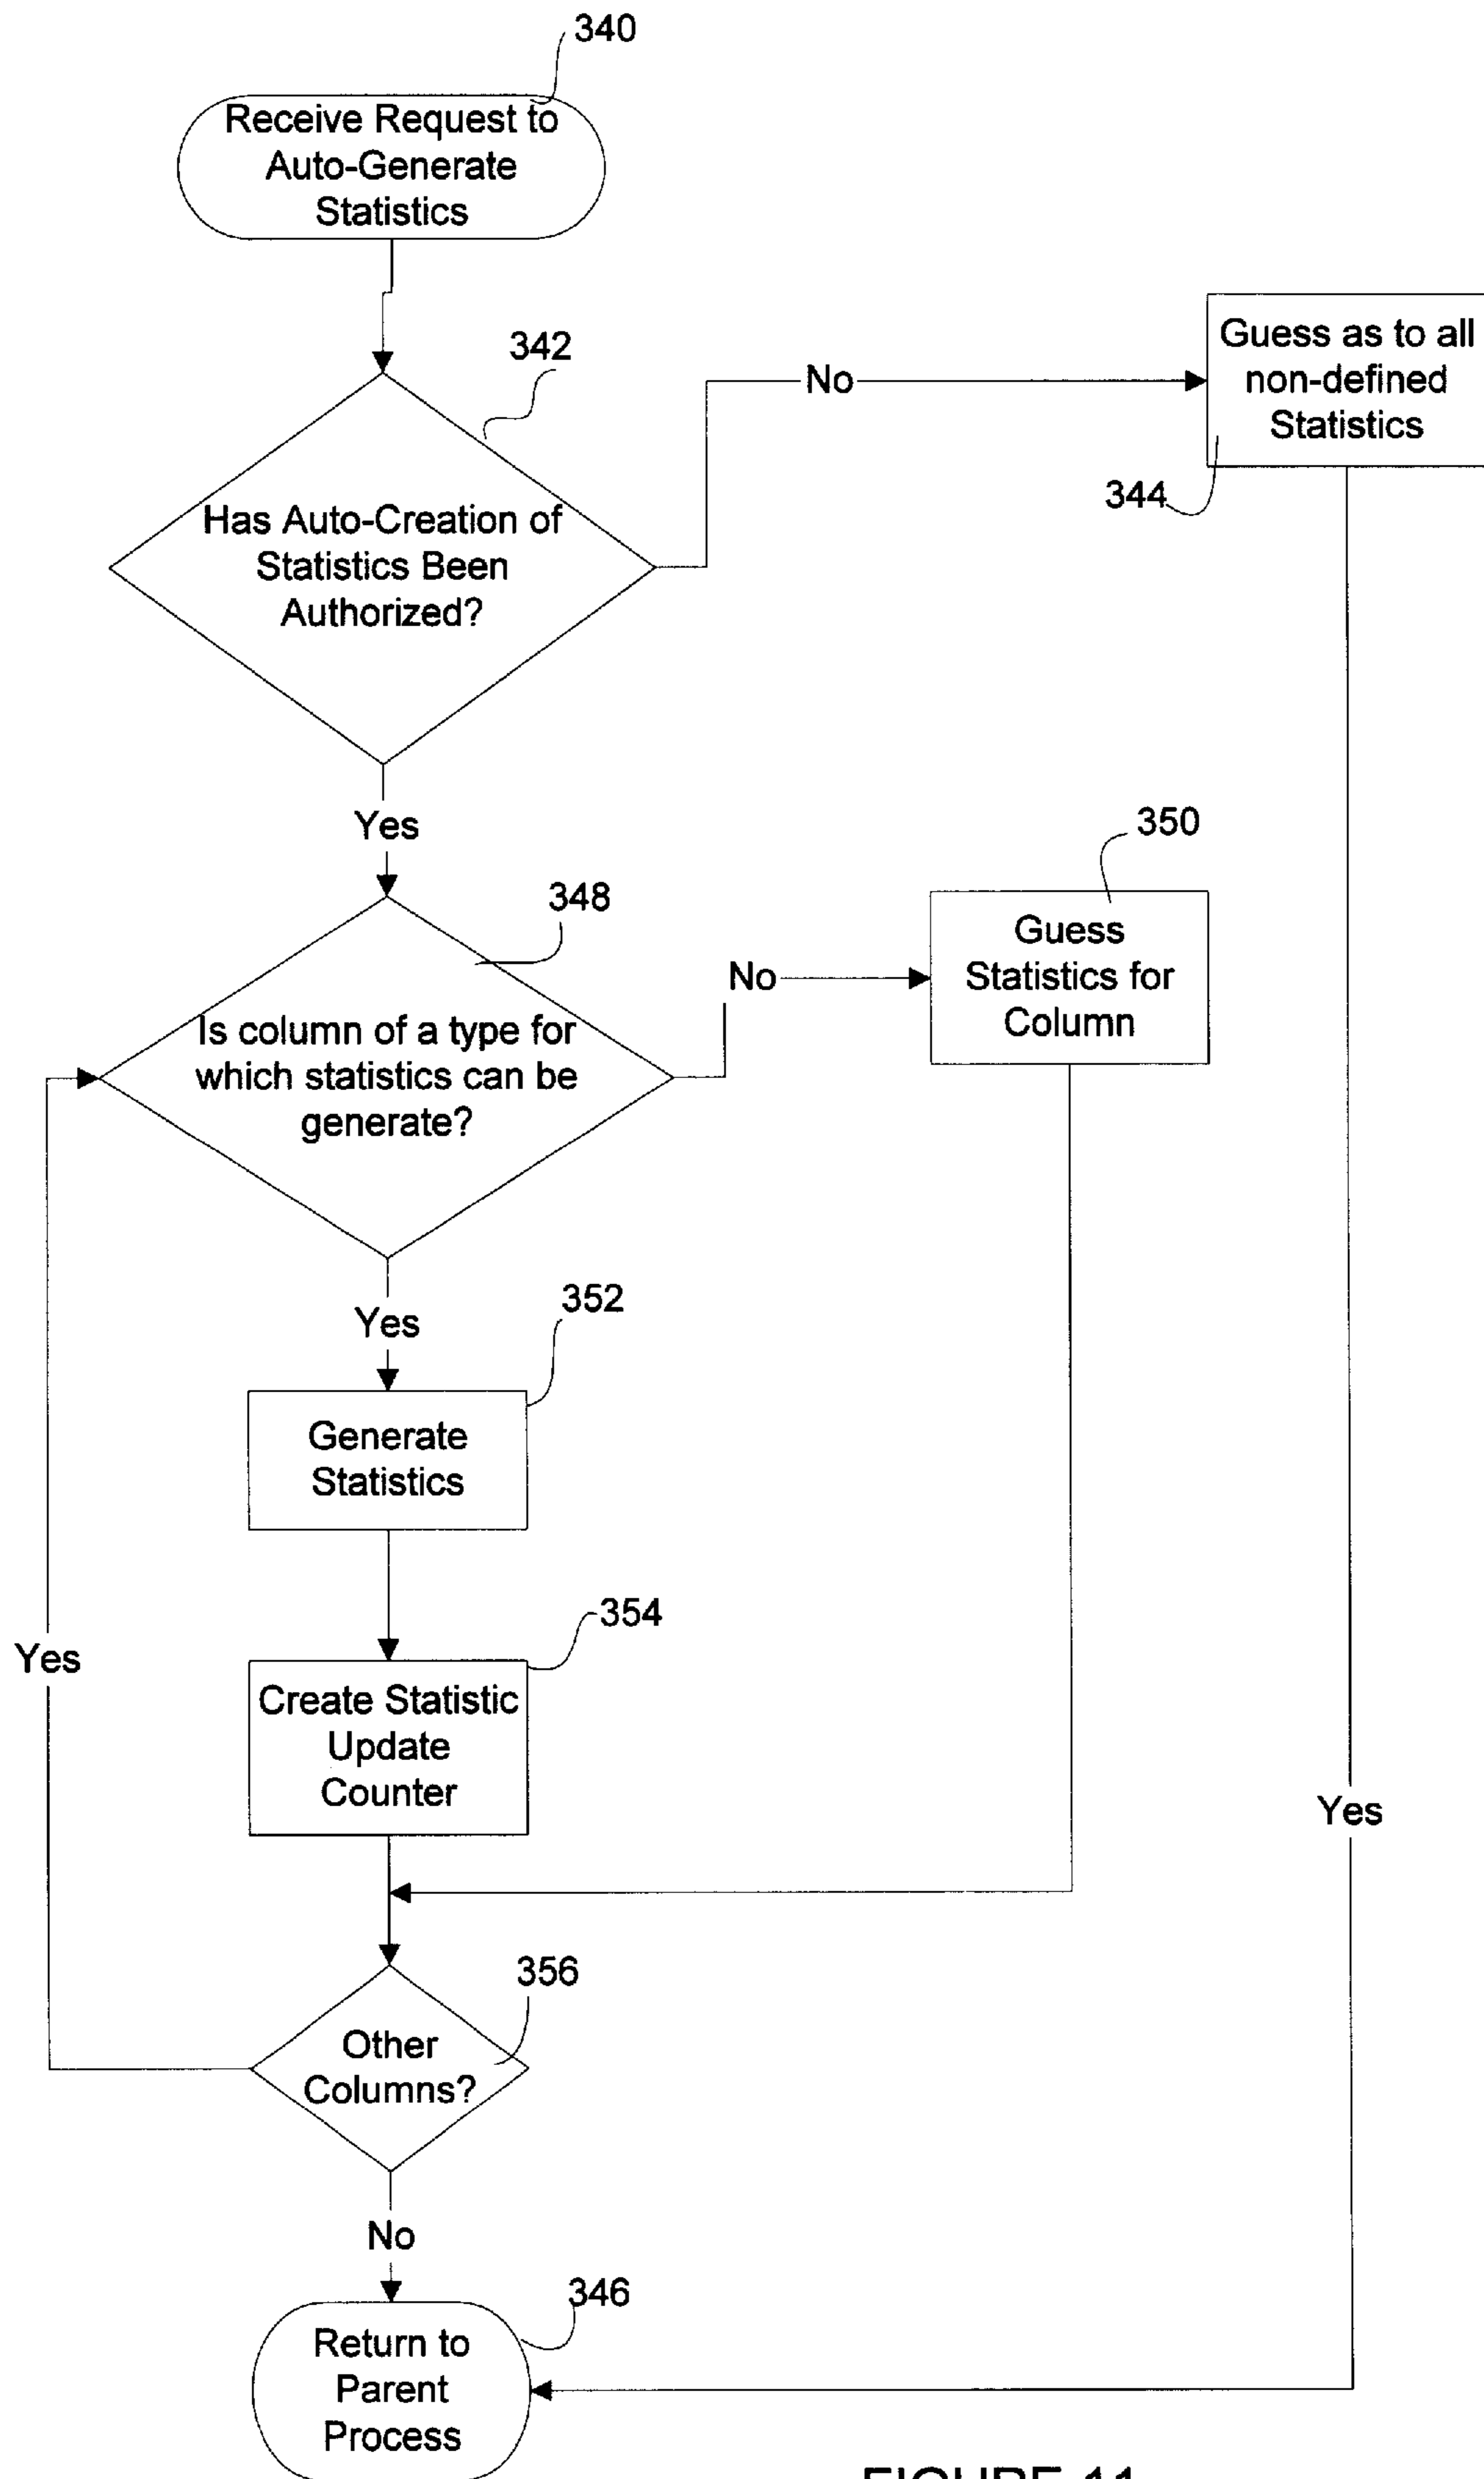 340
Receive Request to
Auto-Generate
Statistics
342
Has Auto-Creation of
Statistics Been
Authorized?
No
Guess as to all
non-defined
Statistics
344
Yes
348
Is column of a type for
which statistics can be
generate?
No
350
Guess
Statistics for
Column
Yes
352
Generate
Statistics
354
Create Statistic
Update
Counter
Yes
Yes
356
Other
Columns?
No
346
Return to
Parent
Process
FIGURE 11